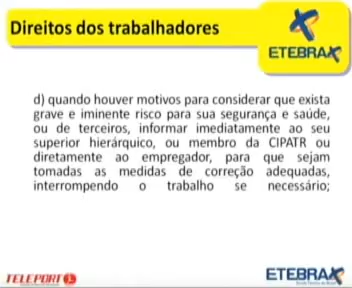 Direitos dos trabalhadores
ETEBRAX
d) quando houver motivos para considerar que exista
grave e iminente risco para sua segurança e saúde,
ou de terceiros, informar imediatamente ao seu
superior hierárquico, ou membro da CIPATR ou
diretamente ao empregador, para que sejam
tomadas as medidas de correção adequadas,
interrompendo o trabalho se necessário;
TELEPORT
ETEBRAX